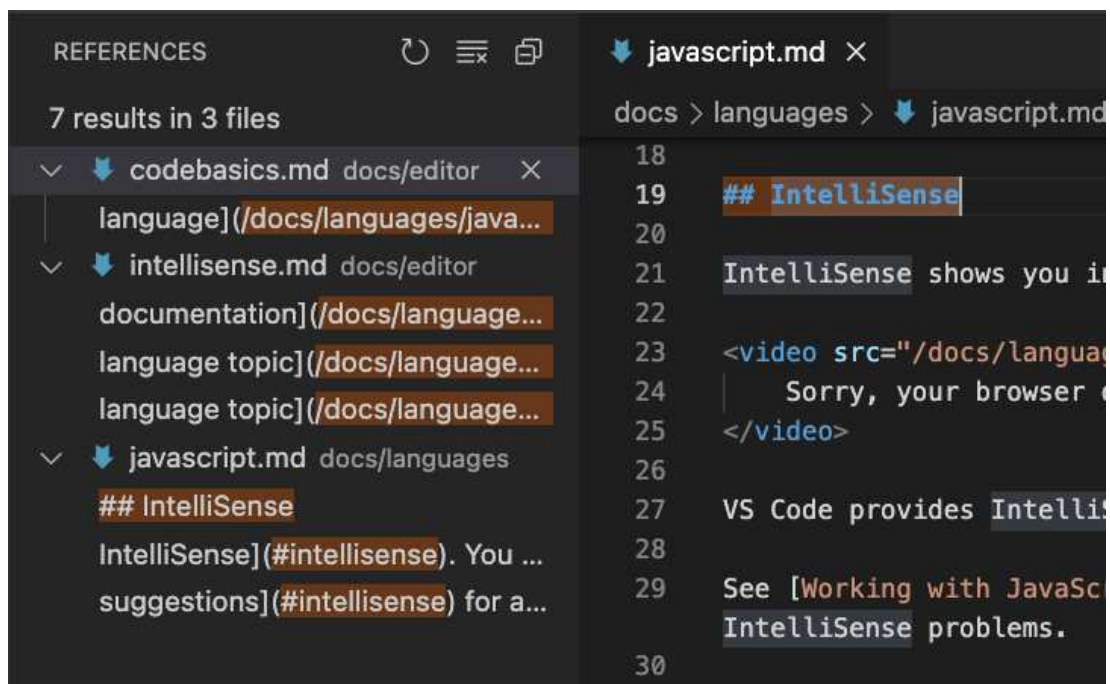 REFERENCES
7 results in 3 files
codebasics.md docs/editor
language](/docs/languages/java...
intellisense.md docs/editor
documentation](/docs/language...
language topic](/docs/language...
language topic](/docs/language...
javascript.md docs/languages
## IntelliSense
IntelliSense](#intellisense). You ...
suggestions](#intellisense) for a...
javascript.md
docs > languages > javascript.md
18
19 ## IntelliSense
20
21 IntelliSense shows you in
22
23 <video src="/docs/languag
24 Sorry, your browser
25 </video>
26
27 VS Code provides IntelliS
28
29 See [Working with JavaScr
IntelliSense problems.
30